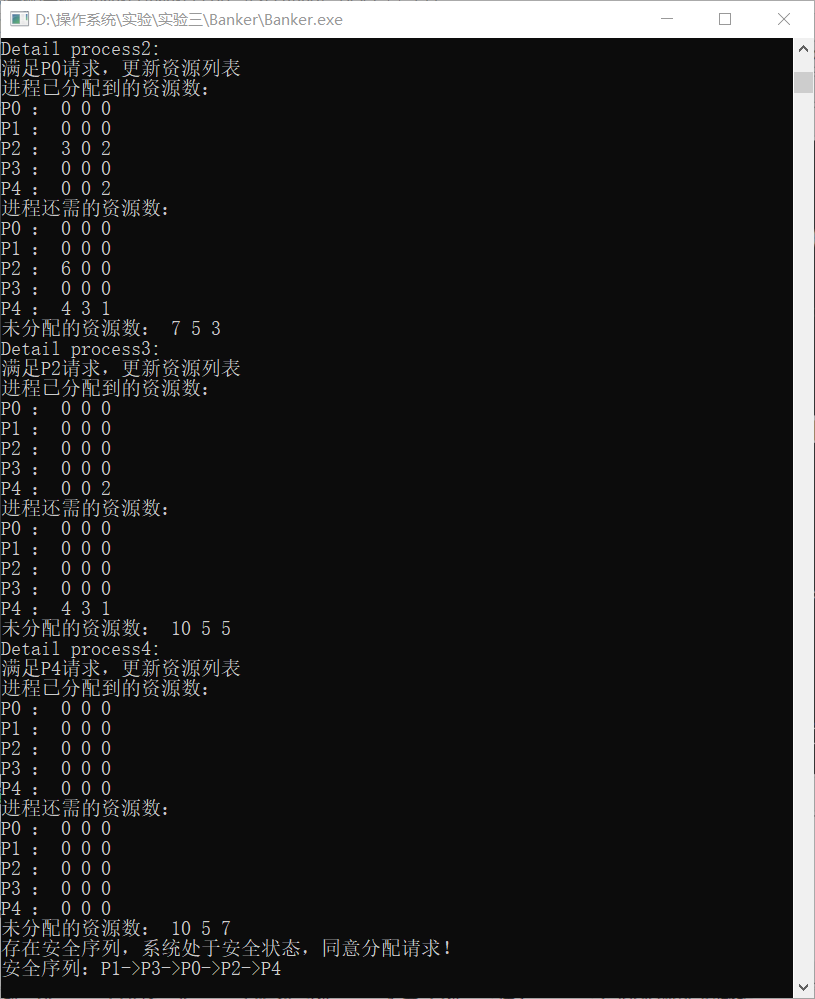 D:\操作系统\实验\实验三\Banker\Banker.exe
Detail process2:
满足P0请求，更新资源列表
进程已分配到的资源数：
P0 ： 0 0 0
P1 ： 0 0 0
P2 ： 3 0 2
P3 ： 0 0 0
P4 ： 0 0 2
进程还需的资源数：
P0 ： 0 0 0
P1 ： 0 0 0
P2 ： 6 0 0
P3 ： 0 0 0
P4 ： 4 3 1
未分配的资源数： 7 5 3
Detail process3:
满足P2请求，更新资源列表
进程已分配到的资源数：
P0 ： 0 0 0
P1 ： 0 0 0
P2 ： 0 0 0
P3 ： 0 0 0
P4 ： 0 0 2
进程还需的资源数：
P0 ： 0 0 0
P1 ： 0 0 0
P2 ： 0 0 0
P3 ： 0 0 0
P4 ： 4 3 1
未分配的资源数： 10 5 5
Detail process4:
满足P4请求，更新资源列表
进程已分配到的资源数：
P0 ： 0 0 0
P1 ： 0 0 0
P2 ： 0 0 0
P3 ： 0 0 0
P4 ： 0 0 0
进程还需的资源数：
P0 ： 0 0 0
P1 ： 0 0 0
P2 ： 0 0 0
P3 ： 0 0 0
P4 ： 0 0 0
未分配的资源数： 10 5 7
存在安全序列，系统处于安全状态，同意分配请求！
安全序列：P1->P3->P0->P2->P4